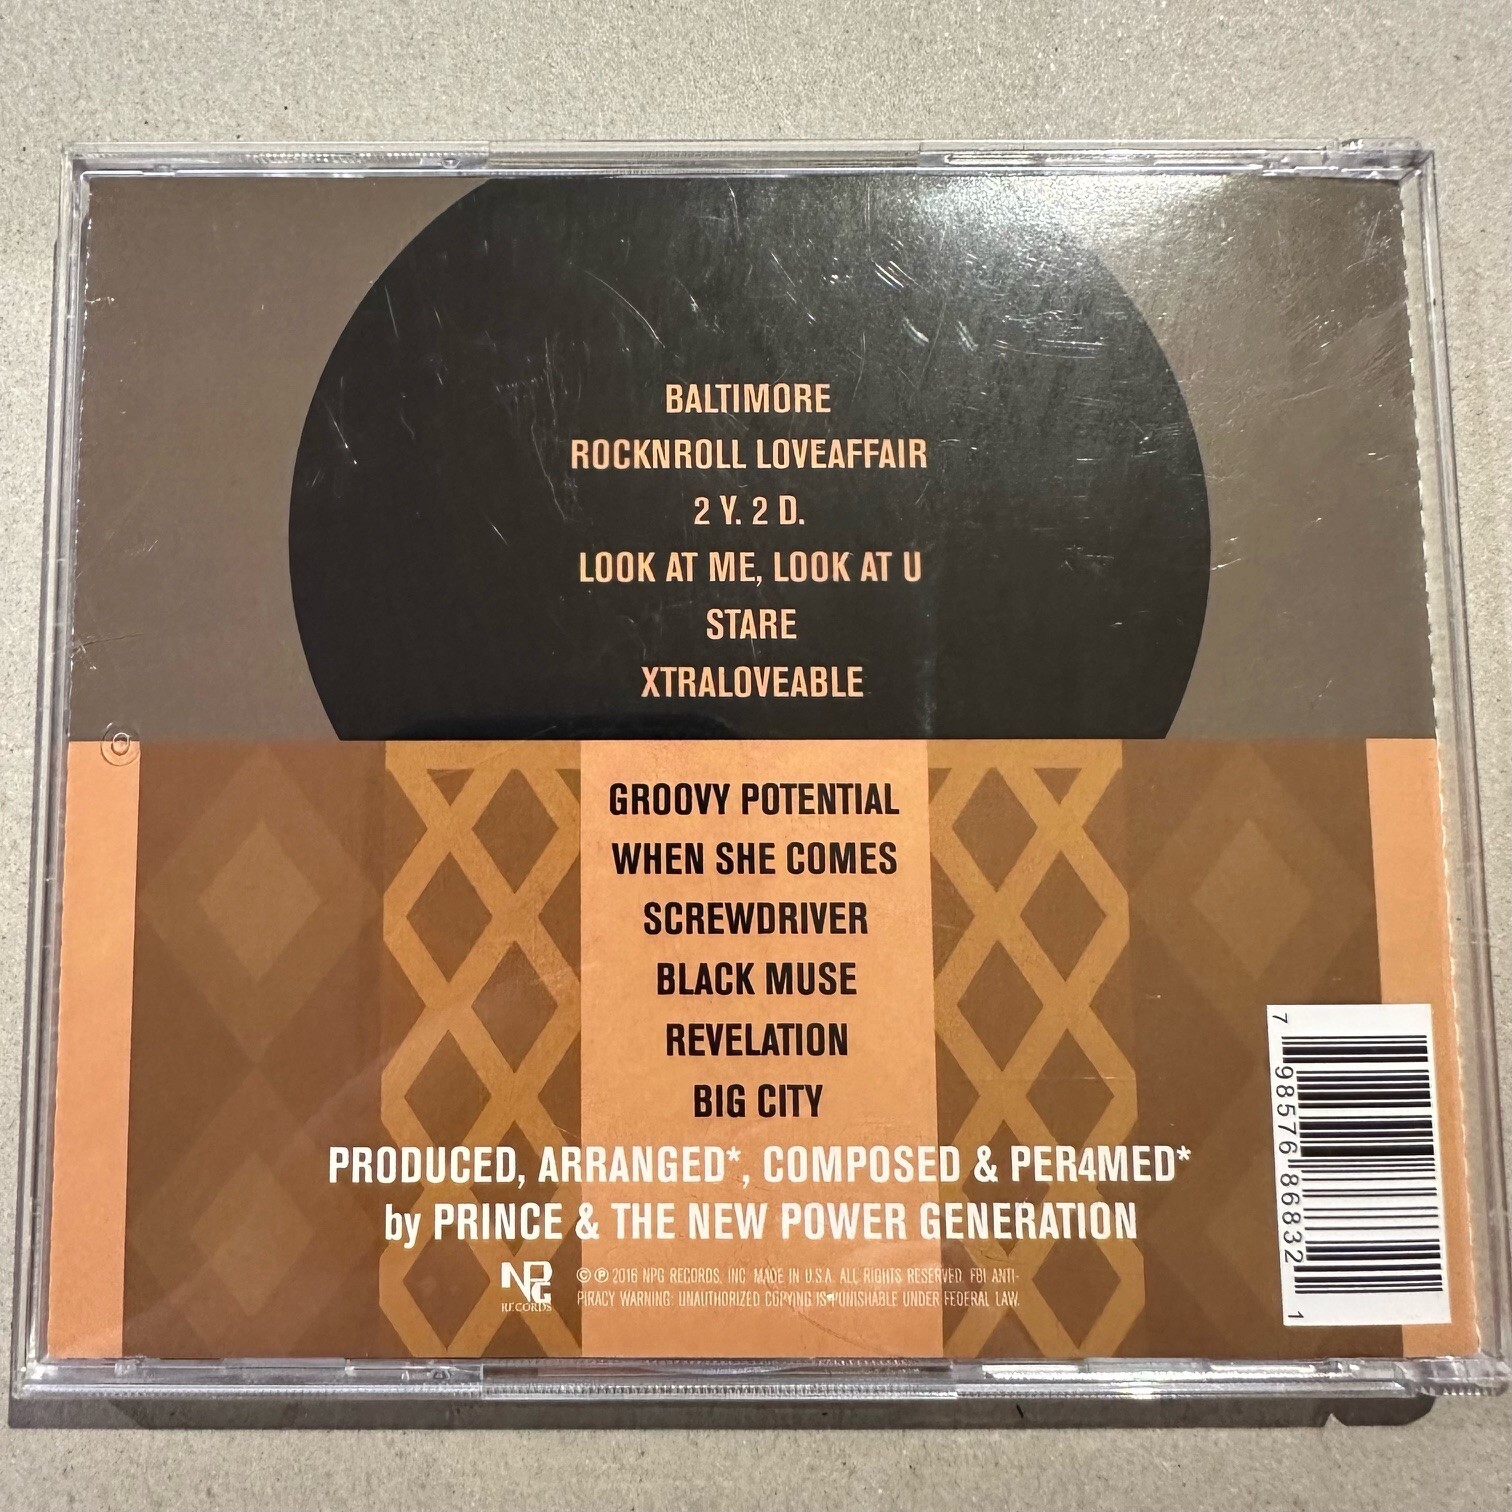 BALTIMORE
ROCKNROLL LOVEAFFAIR
2 Y. 2 D.
LOOK AT ME, LOOK AT U
STARE
XTRALOVEABLE
GROOVY POTENTIAL
WHEN SHE COMES
SCREWDRIVER
BLACK MUSE
REVELATION
BIG CITY
PRODUCED, ARRANGED*, COMPOSED & PER4MED*
by PRINCE & THE NEW POWER GENERATION
NPG
RECORDS
© ℗ 2016 NPG RECORDS, INC. MADE IN U.S.A. ALL RIGHTS RESERVED. FBI ANTI-
PIRACY WARNING: UNAUTHORIZED COPYING IS PUNISHABLE UNDER FEDERAL LAW.
7 98576 86832 1